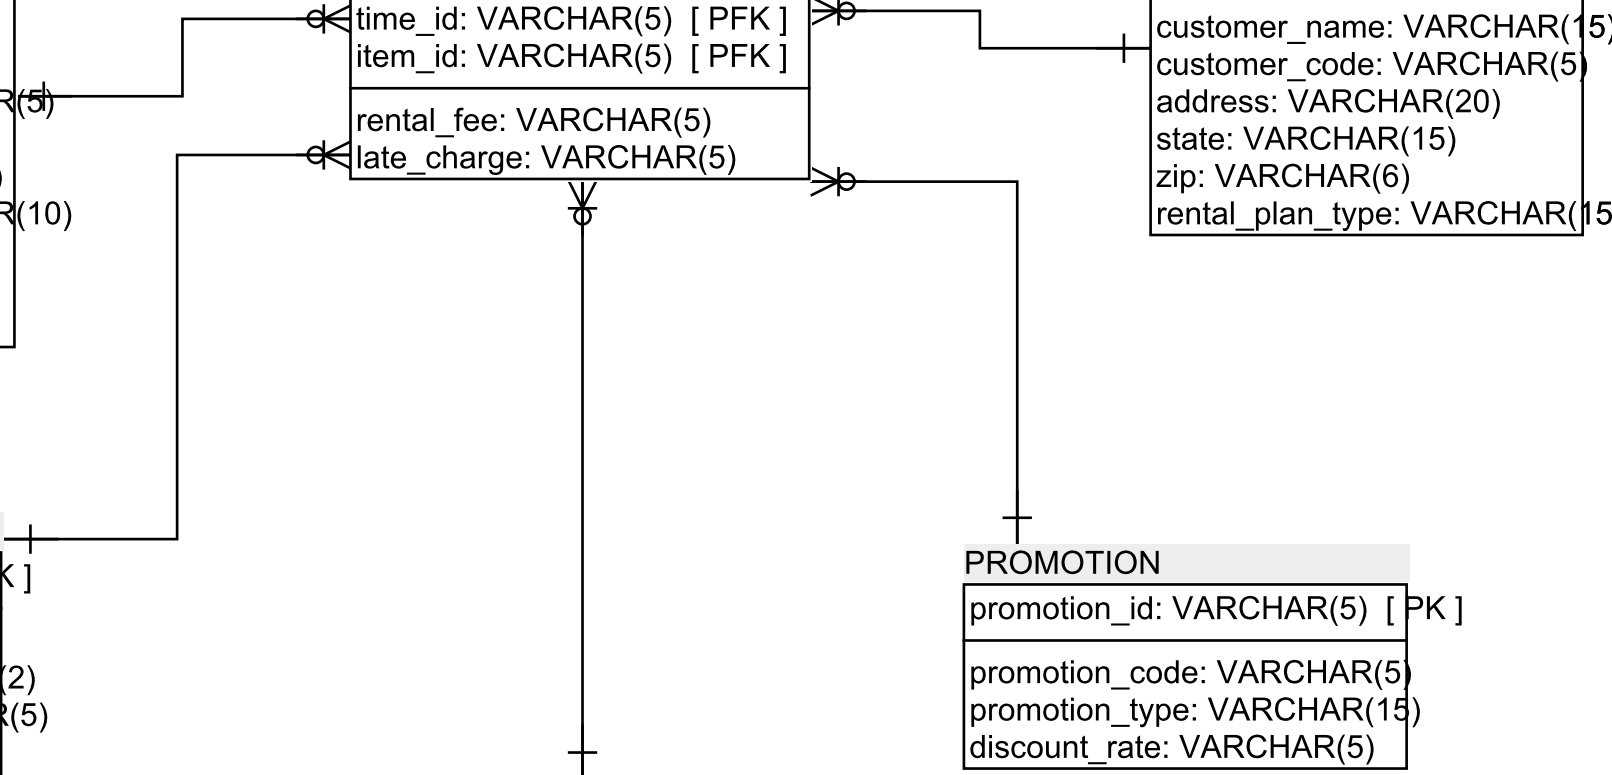 time_id: VARCHAR(5) [ PFK ]
item_id: VARCHAR(5) [ PFK ]
rental_fee: VARCHAR(5)
late_charge: VARCHAR(5)
customer_name: VARCHAR(15)
customer_code: VARCHAR(5)
address: VARCHAR(20)
state: VARCHAR(15)
zip: VARCHAR(6)
rental_plan_type: VARCHAR(15
R(5)
)
R(10)
K ]
(2)
R(5)
PROMOTION
promotion_id: VARCHAR(5) [ PK ]
promotion_code: VARCHAR(5)
promotion_type: VARCHAR(15)
discount_rate: VARCHAR(5)